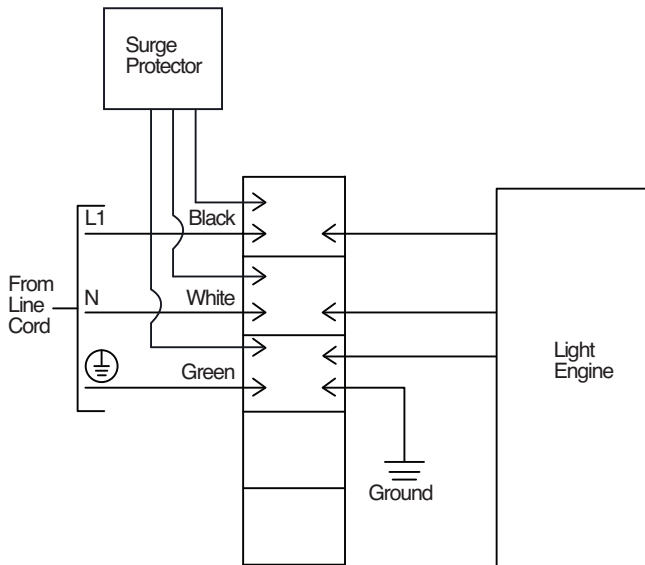 Surge
Protector
L1
Black
From
Line
Cord
N
White
Green
Light
Engine
Ground